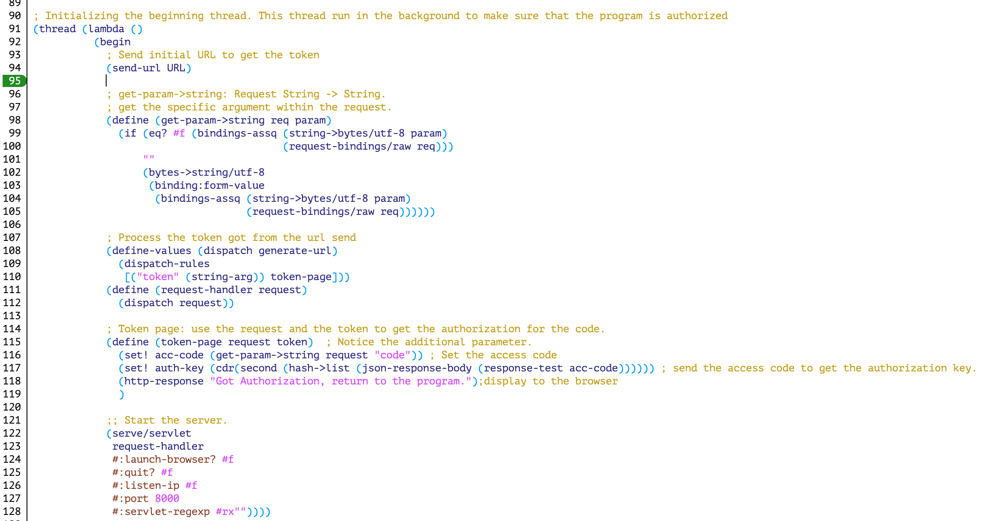 89
90 ; Initializing the beginning thread. This thread run in the background to make sure that the program is authorized
91 (thread (lambda ()
92           (begin
93             ; Send initial URL to get the token
94             (send-url URL)
95
96             ; get-param->string: Request String -> String.
97             ; get the specific argument within the request.
98             (define (get-param->string req param)
99               (if (eq? #f (bindings-assq (string->bytes/utf-8 param)
100                                          (request-bindings/raw req)))
101                   ""
102                   (bytes->string/utf-8
103                    (binding:form-value
104                     (bindings-assq (string->bytes/utf-8 param)
105                                    (request-bindings/raw req))))))
106
107             ; Process the token got from the url send
108             (define-values (dispatch generate-url)
109               (dispatch-rules
110                [("token" (string-arg)) token-page]))
111             (define (request-handler request)
112               (dispatch request))
113
114             ; Token page: use the request and the token to get the authorization for the code.
115             (define (token-page request token)  ; Notice the additional parameter.
116               (set! acc-code (get-param->string request "code")) ; Set the access code
117               (set! auth-key (cdr(second (hash->list (json-response-body (response-test acc-code)))))) ; send the access code to get the authorization key.
118               (http-response "Got Authorization, return to the program.");display to the browser
119               )
120
121             ;; Start the server.
122             (serve/servlet
123              request-handler
124              #:launch-browser? #f
125              #:quit? #f
126              #:listen-ip #f
127              #:port 8000
128              #:servlet-regexp #rx""))))